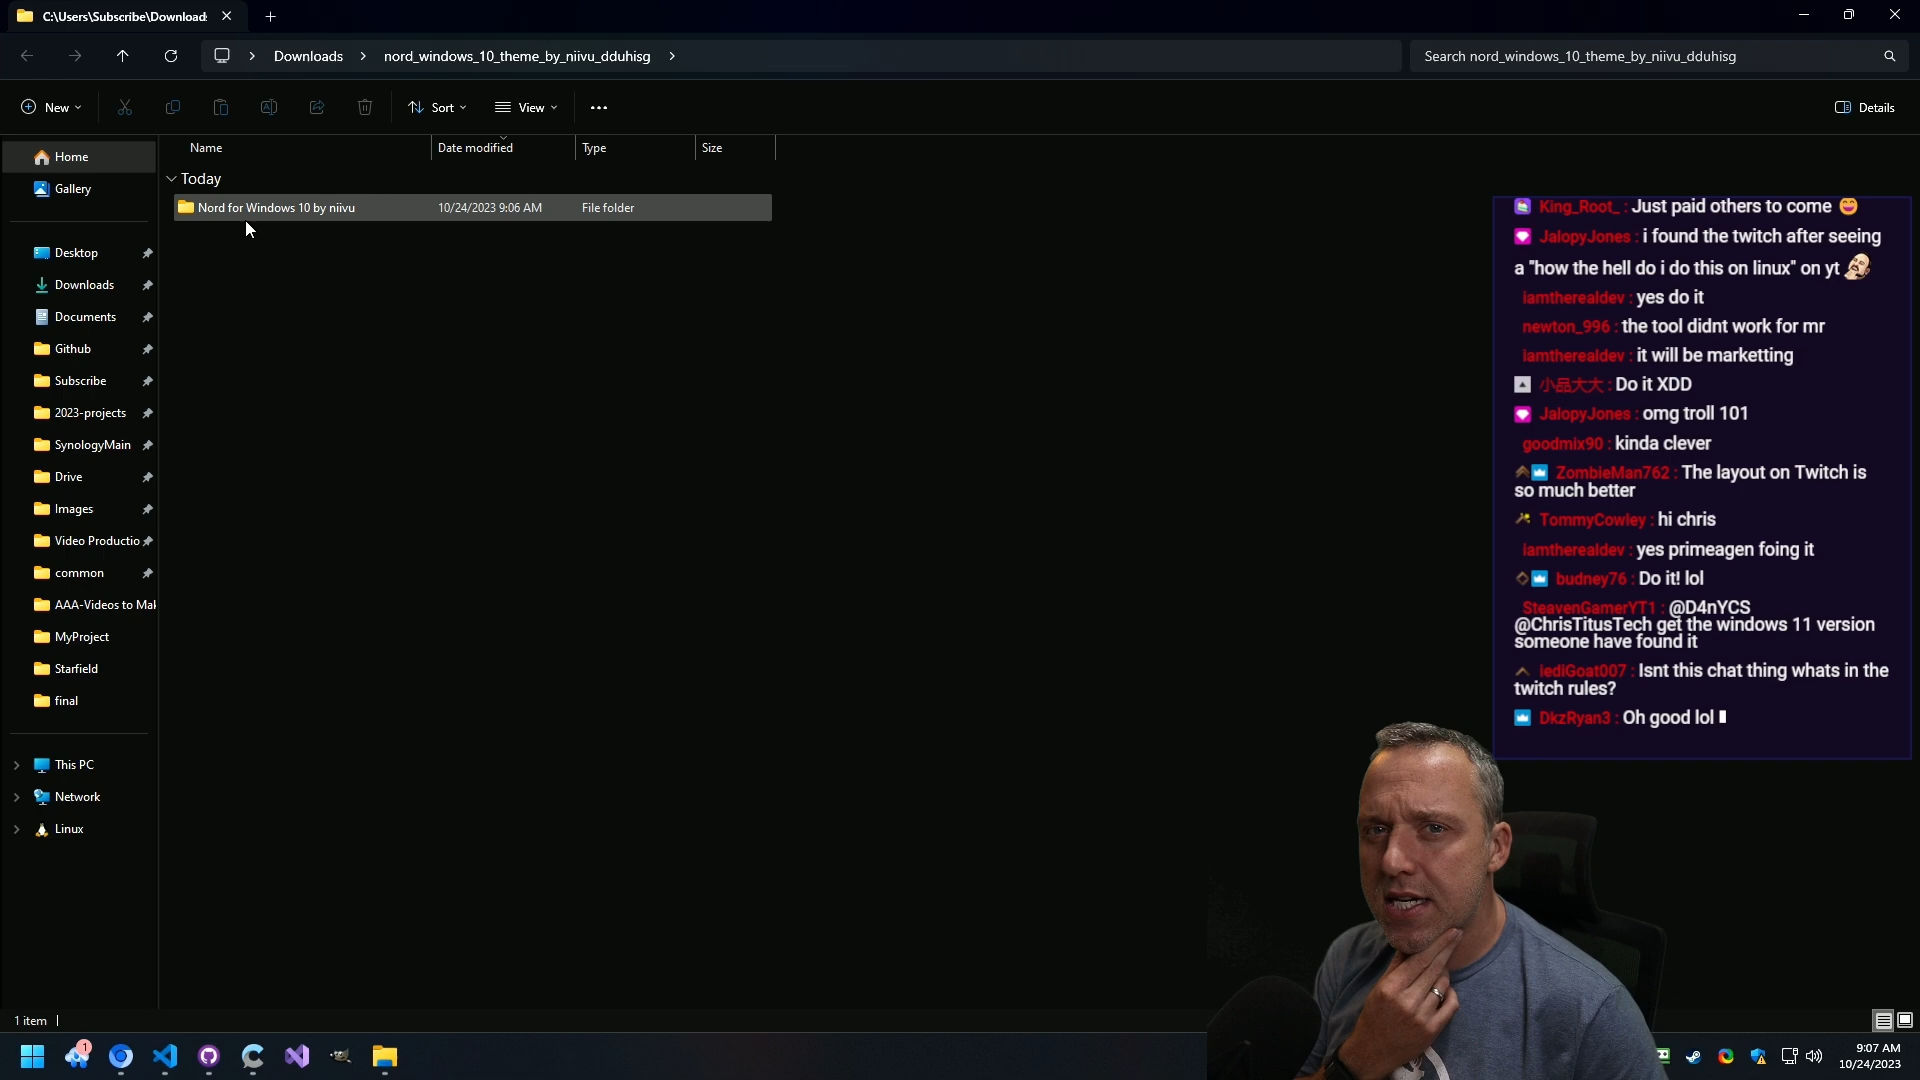 C:\Users\Subscribe\Download:
Downloads
nord_windows_10_theme_by_niivu_dduhisg
Search nord_windows_10_theme_by_niivu_dduhisg
New
Sort
View
Details
Name
Date modified
Type
Size
Home
Gallery
Today
Nord for Windows 10 by niivu
10/24/2023 9:06 AM
File folder
Desktop
Downloads
Documents
Github
Subscribe
2023-projects
SynologyMain
Drive
Images
Video Productio
common
AAA-Videos to Mak
MyProject
Starfield
final
This PC
Network
Linux
King_Root_ : Just paid others to come
JalopyJones : i found the twitch after seeing
a "how the hell do i do this on linux" on yt
iamtherealdev : yes do it
newton_996 : the tool didnt work for mr
iamtherealdev : it will be marketting
小品大大 : Do it XDD
JalopyJones : omg troll 101
goodmix90 : kinda clever
ZombieMan762 : The layout on Twitch is
so much better
TommyCowley : hi chris
iamtherealdev : yes primeagen foing it
budney76 : Do it! lol
SteavenGamerYT1 : @D4nYCS
@ChrisTitusTech get the windows 11 version
someone have found it
iediGoat007 : Isnt this chat thing whats in the
twitch rules?
DkzRyan3 : Oh good lol
1 item
1
9:07 AM
10/24/2023